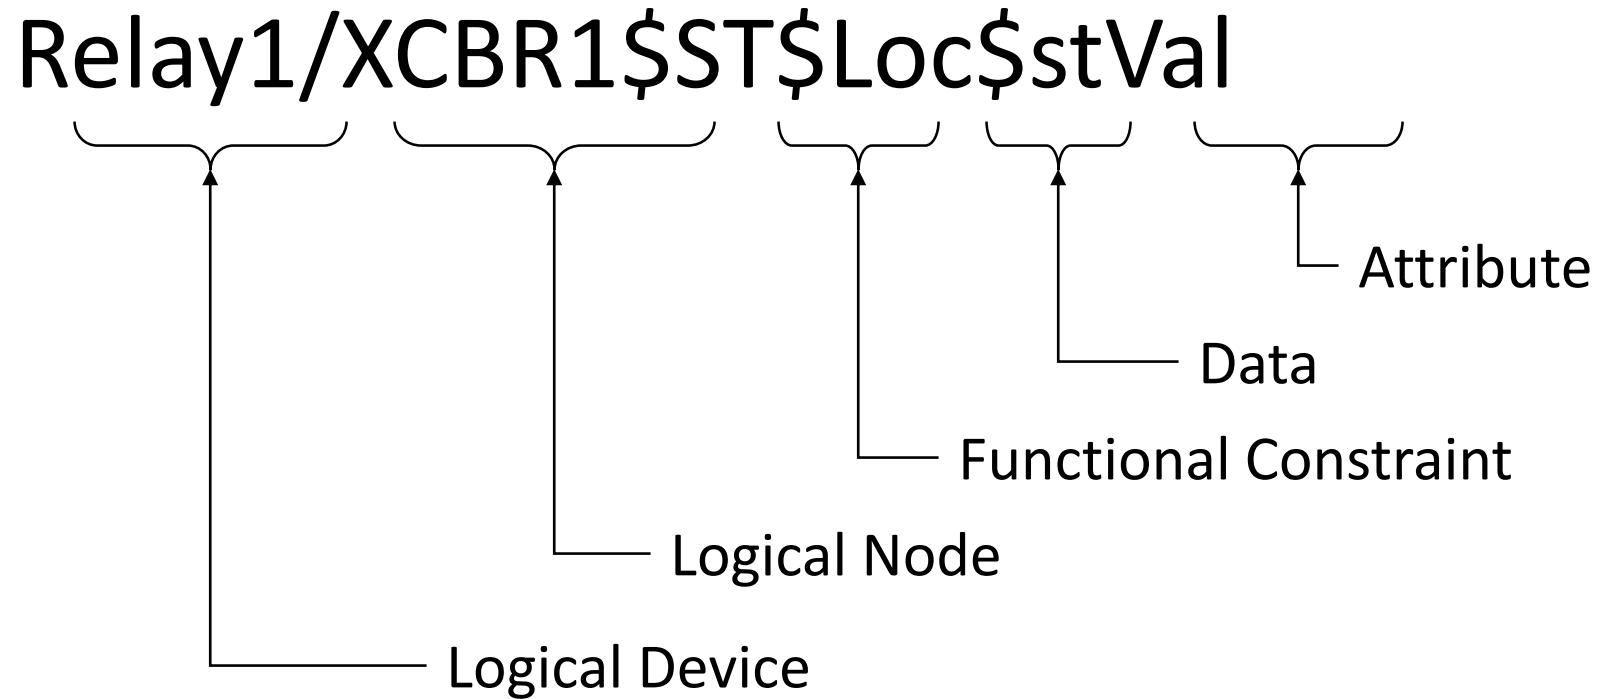 Relay1/XCBR1$ST$Loc$stVal
Attribute
Data
Functional Constraint
Logical Node
Logical Device